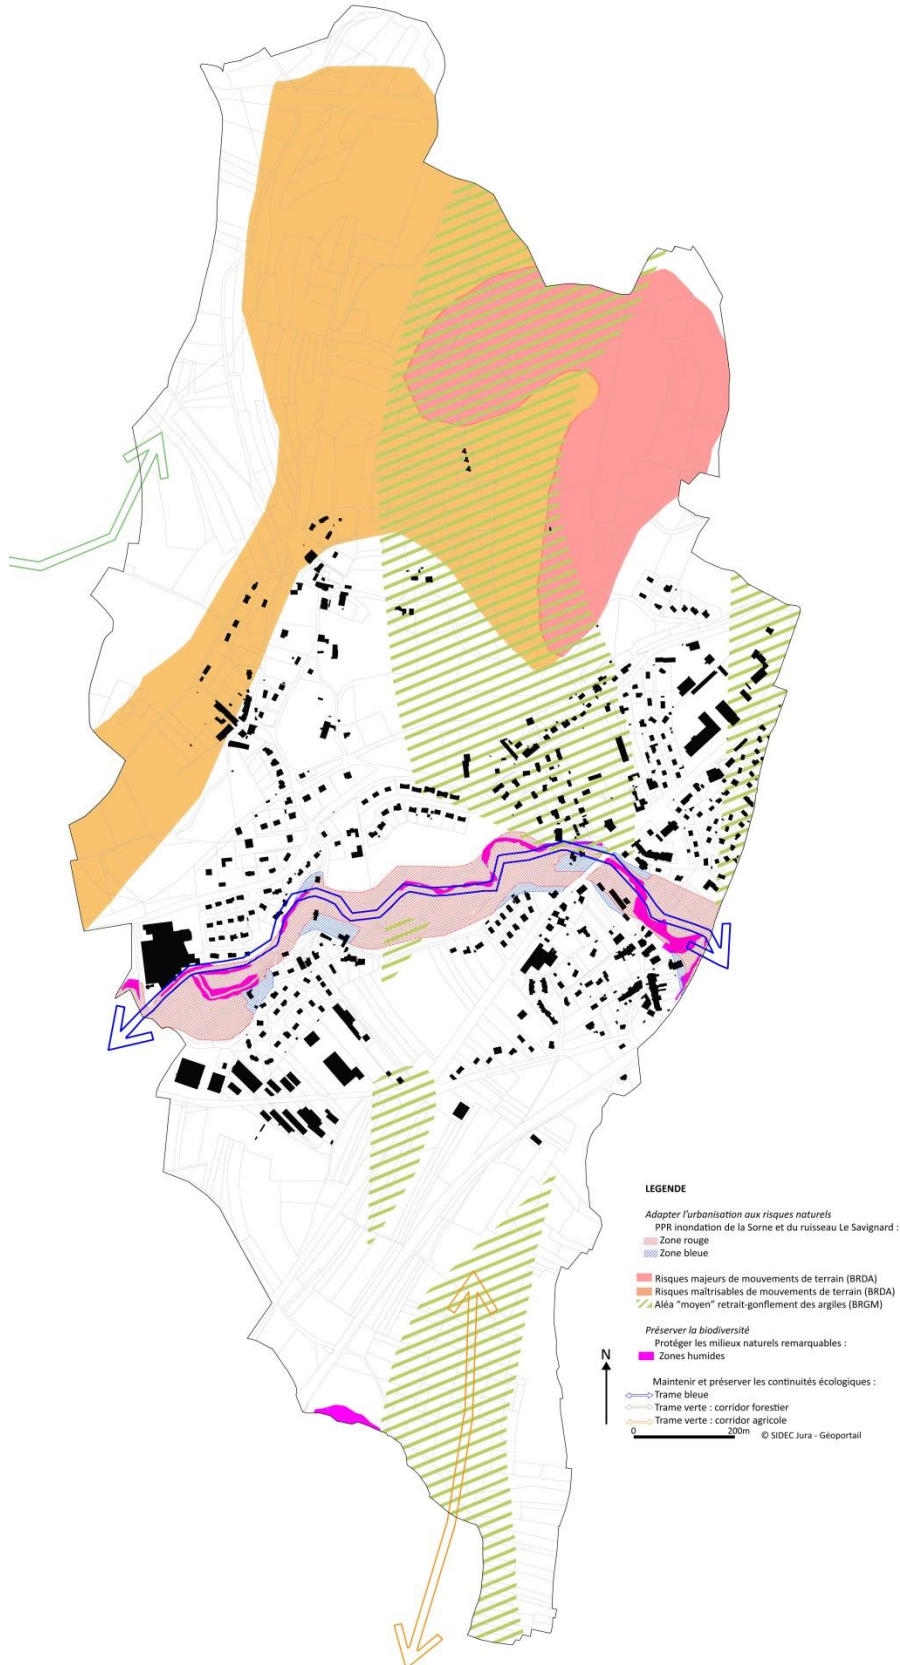 LEGENDE
Adapter l'urbanisation aux risques naturels
PPR inondation de la Sorne et du ruisseau Le Savignard :
Zone rouge
Zone bleue
Risques majeurs de mouvements de terrain (BRDA)
Risques maîtrisables de mouvements de terrain (BRDA)
Aléa "moyen" retrait-gonflement des argiles (BRGM)
Préserver la biodiversité
Protéger les milieux naturels remarquables :
Zones humides
N
Maintenir et préserver les continuités écologiques :
Trame bleue
Trame verte : corridor forestier
Trame verte : corridor agricole
0 200m © SIDEC Jura - Géoportail